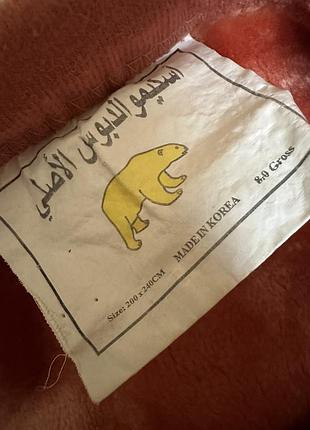 اسكيمو الدبوس الأصلي
8.0 Gross
MADE IN KOREA
Size: 200 x 240CM